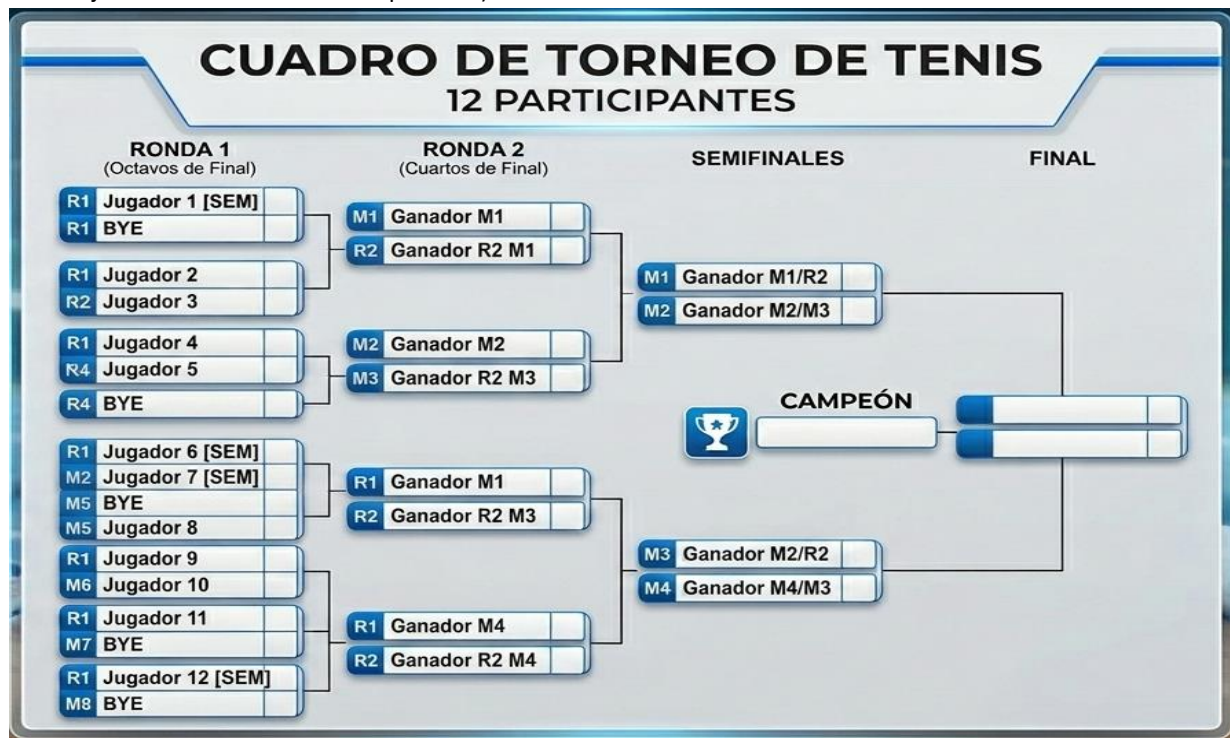 CUADRO DE TORNEO DE TENIS
12 PARTICIPANTES
RONDA 1
(Octavos de Final)
R1 Jugador 1 [SEM]
R1 BYE
R1 Jugador 2
R2 Jugador 3
R1 Jugador 4
R4 Jugador 5
R4 BYE
R1 Jugador 6 [SEM]
M2 Jugador 7 [SEM]
M5 BYE
M5 Jugador 8
R1 Jugador 9
M6 Jugador 10
R1 Jugador 11
M7 BYE
R1 Jugador 12 [SEM]
M8 BYE
RONDA 2
(Cuartos de Final)
M1 Ganador M1
R2 Ganador R2 M1
M2 Ganador M2
M3 Ganador R2 M3
R1 Ganador M1
R2 Ganador R2 M3
R1 Ganador M4
R2 Ganador R2 M4
SEMIFINALES
M1 Ganador M1/R2
M2 Ganador M2/M3
M3 Ganador M2/R2
M4 Ganador M4/M3
FINAL
CAMPEÓN